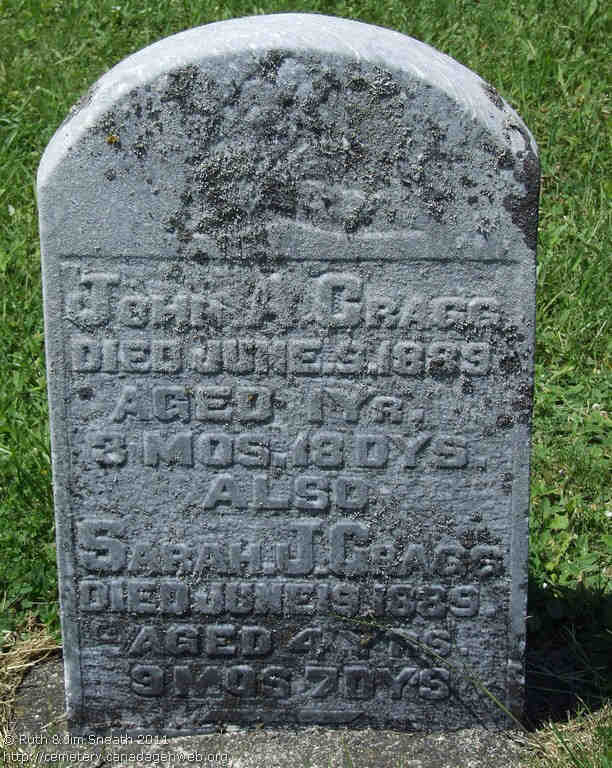 JOHN A. GRAGG
DIED JUNE 9. 1889
AGED 1 YR.
3 MOS. 18 DYS.
ALSO
SARAH. J. GRAGG
DIED JUNE 19. 1889.
AGED 4 YRS.
9 MOS 7 DYS
© Ruth & Jim Sneath 2011
http://cemetery.canadagenweb.org